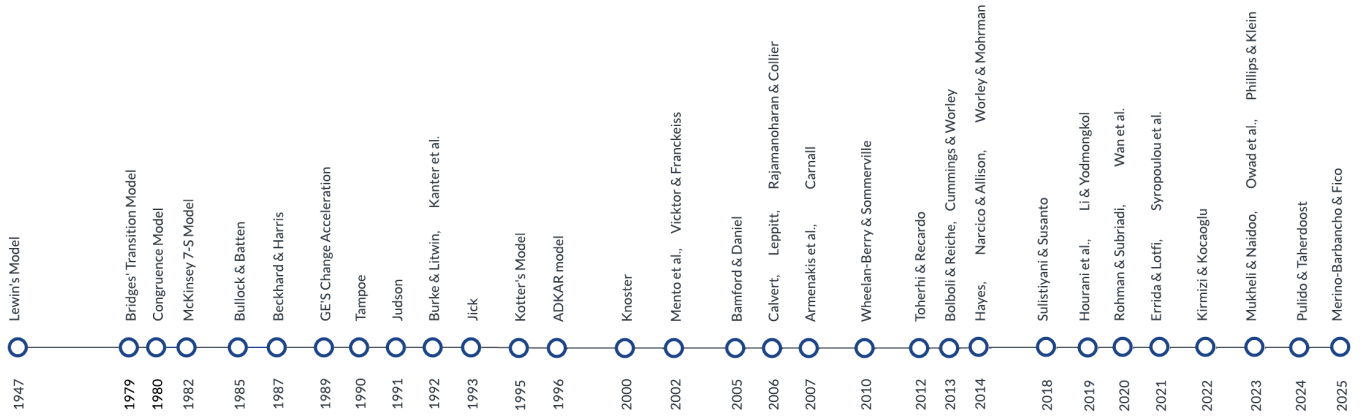 Lewin's Model
Bridges' Transition Model
Congruence Model
McKinsey 7-S Model
Bullock & Batten
Beckhard & Harris
GE'S Change Acceleration
Tampoe
Judson
Burke & Litwin, Kanter et al.
Jick
Kotter's Model
ADKAR model
Knoster
Mento et al., Vicktor & Franckeiss
Bamford & Daniel
Calvert, Leppitt, Rajamanoharan & Collier
Armenakis et al., Carnall
Wheelan-Berry & Sommerville
Toherhi & Recardo
Bolboli & Reiche, Cummings & Worley
Hayes, Narcico & Allison, Worley & Mohrman
Sulistiyani & Susanto
Hourani et al., Li & Yodmongkol
Rohman & Subriadi, Wan et al.
Errida & Lotfi, Syropoulou et al.
Kirmizi & Kocaoglu
Mukheli & Naidoo, Owad et al., Phillips & Klein
Pulido & Taherdoost
Merino-Barbancho & Fico
1947
1979
1980
1982
1985
1987
1989
1990
1991
1992
1993
1995
1996
2000
2002
2005
2006
2007
2010
2012
2013
2014
2018
2019
2020
2021
2022
2023
2024
2025